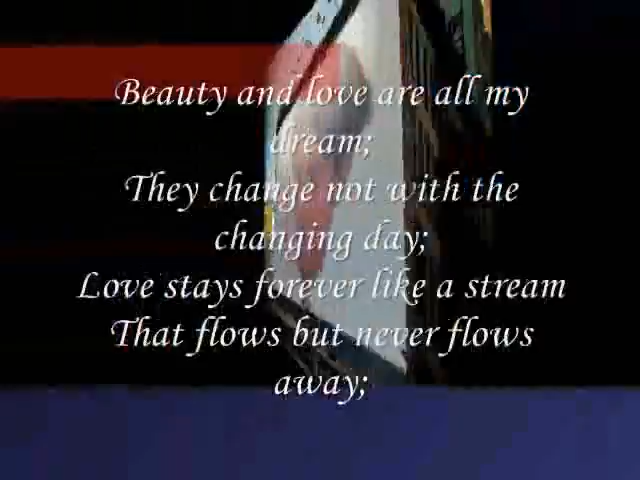 Beauty and love are all my
dream;
They change not with the
changing day;
Love stays forever like a stream
That flows but never flows
away;